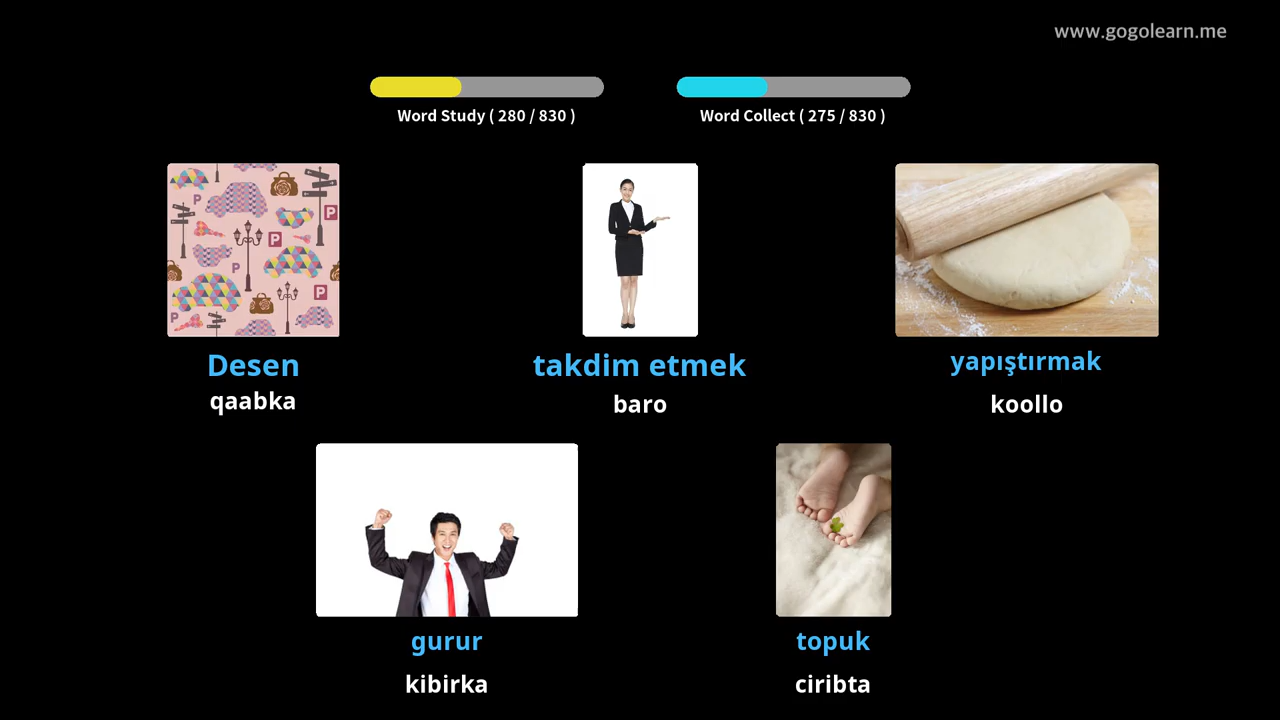 www.gogolearn.me
Word Study ( 280 / 830 )
Word Collect ( 275 / 830 )
P
P
P
P
P
P
Desen
qaabka
takdim etmek
baro
yapıştırmak
koollo
gurur
kibirka
topuk
ciribta